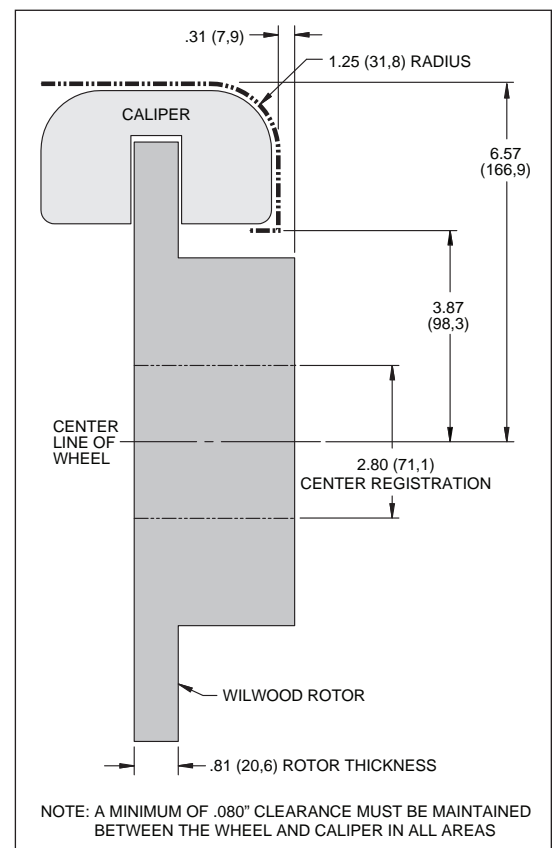 .31 (7,9)
1.25 (31,8) RADIUS
CALIPER
6.57
(166,9)
3.87
(98,3)
CENTER
LINE OF
WHEEL
2.80 (71,1)
CENTER REGISTRATION
WILWOOD ROTOR
.81 (20,6) ROTOR THICKNESS
NOTE: A MINIMUM OF .080" CLEARANCE MUST BE MAINTAINED
BETWEEN THE WHEEL AND CALIPER IN ALL AREAS